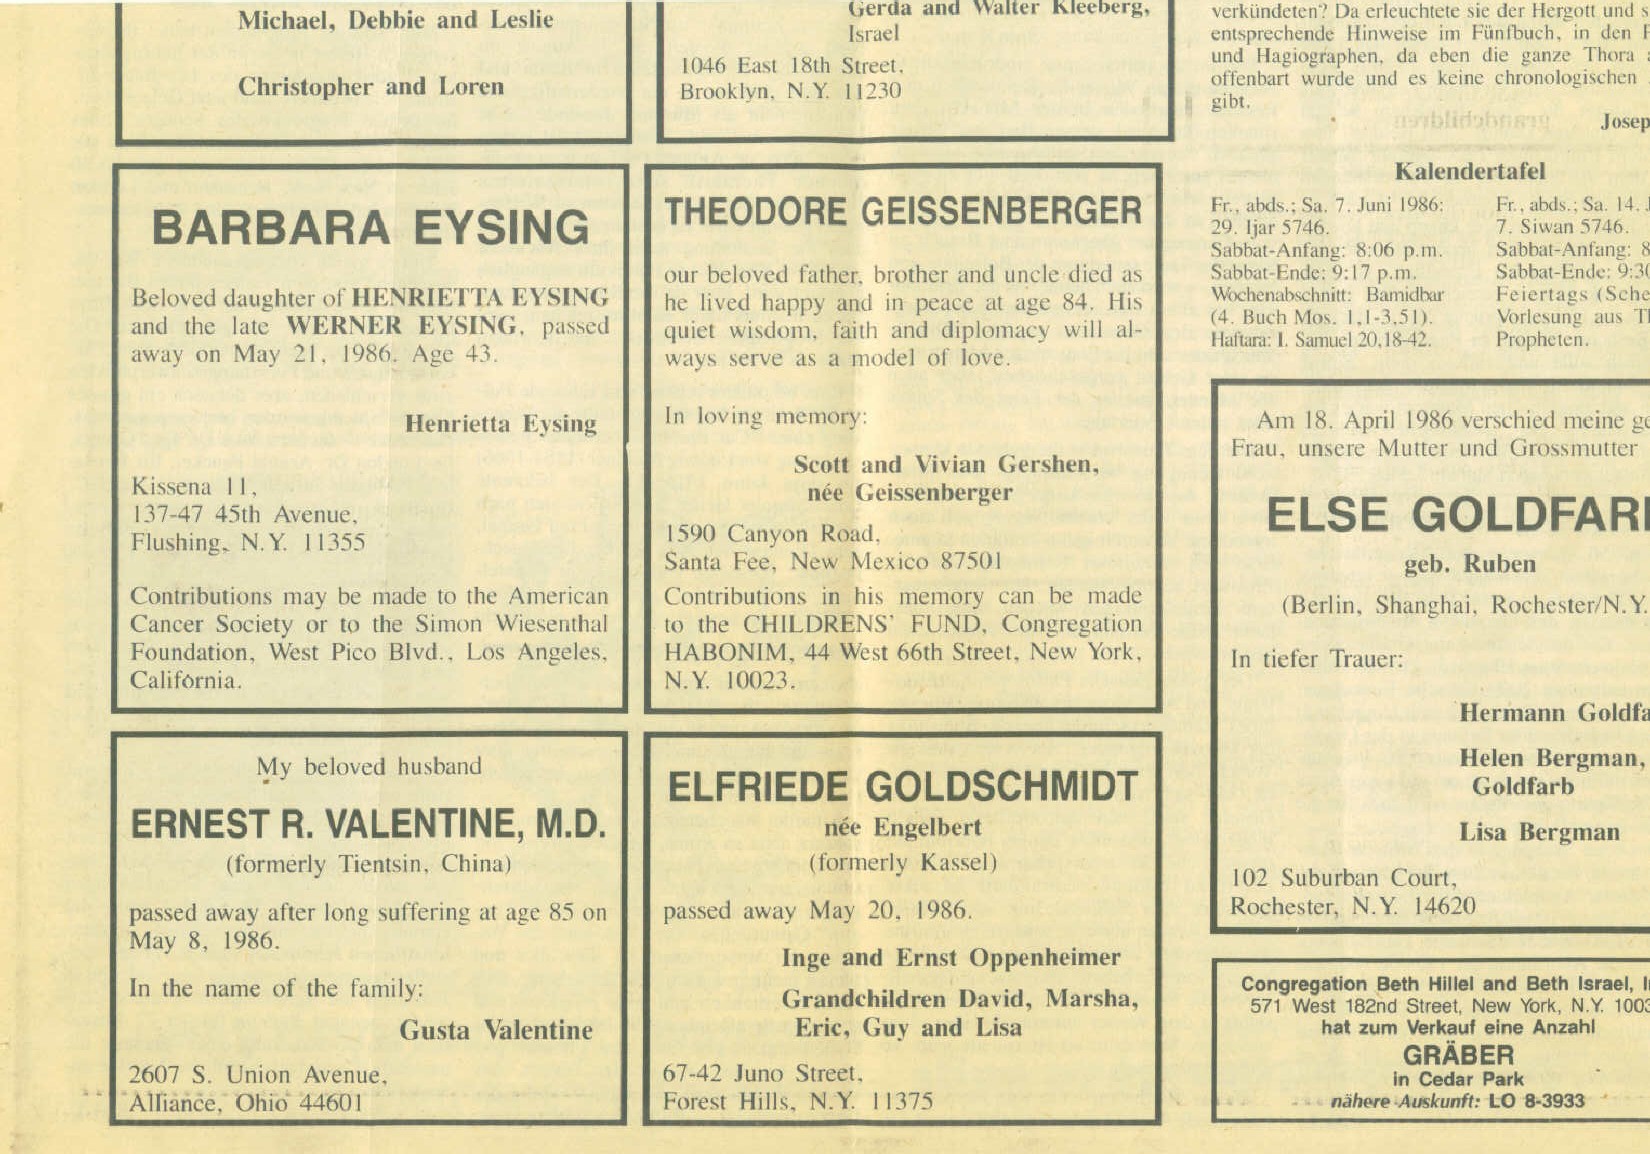 Michael, Debbie and Leslie
Christopher and Loren
Gerda and Walter Kleeberg,
Israel
1046 East 18th Street,
Brooklyn, N.Y. 11230
BARBARA EYSING
Beloved daughter of HENRIETTA EYSING
and the late WERNER EYSING, passed
away on May 21, 1986. Age 43.
Henrietta Eysing
Kissena 11,
137-47 45th Avenue,
Flushing, N.Y. 11355
Contributions may be made to the American
Cancer Society or to the Simon Wiesenthal
Foundation, West Pico Blvd., Los Angeles,
California.
THEODORE GEISSENBERGER
our beloved father, brother and uncle died as
he lived happy and in peace at age 84. His
quiet wisdom, faith and diplomacy will al-
ways serve as a model of love.
In loving memory:
Scott and Vivian Gershen,
née Geissenberger
1590 Canyon Road,
Santa Fee, New Mexico 87501
Contributions in his memory can be made
to the CHILDRENS' FUND, Congregation
HABONIM, 44 West 66th Street, New York,
N.Y. 10023.
My beloved husband
ERNEST R. VALENTINE, M.D.
(formerly Tientsin, China)
passed away after long suffering at age 85 on
May 8, 1986.
In the name of the family:
Gusta Valentine
2607 S. Union Avenue,
Alliance, Ohio 44601
ELFRIEDE GOLDSCHMIDT
née Engelbert
(formerly Kassel)
passed away May 20, 1986.
Inge and Ernst Oppenheimer
Grandchildren David, Marsha,
Eric, Guy and Lisa
67-42 Juno Street,
Forest Hills, N.Y. 11375
verkündeten? Da erleuchtete sie der Hergott und
entsprechende Hinweise im Fünfbuch, in den
und Hagiographen, da eben die ganze Thora
offenbart wurde und es keine chronologischen
gibt.
Josep
Kalendertafel
Fr., abds.; Sa. 7. Juni 1986:
29. Ijar 5746.
Sabbat-Anfang: 8:06 p.m.
Sabbat-Ende: 9:17 p.m.
Wochenabschnitt: Bamidbar
(4. Buch Mos. 1,1-3,51).
Haftara: I. Samuel 20,18-42.
Fr., abds.; Sa. 14.
7. Siwan 5746.
Sabbat-Anfang: 8
Sabbat-Ende: 9:3
Feiertags (Sche
Vorlesung aus
Propheten.
Am 18. April 1986 verschied meine ge
Frau, unsere Mutter und Grossmutter
ELSE GOLDFAR
geb. Ruben
(Berlin, Shanghai, Rochester/N.Y.
In tiefer Trauer:
Hermann Goldfa
Helen Bergman,
Goldfarb
Lisa Bergman
102 Suburban Court,
Rochester, N.Y. 14620
Congregation Beth Hillel and Beth Israel,
571 West 182nd Street, New York, N.Y. 1003
hat zum Verkauf eine Anzahl
GRÄBER
in Cedar Park
nähere Auskunft: LO 8-3933